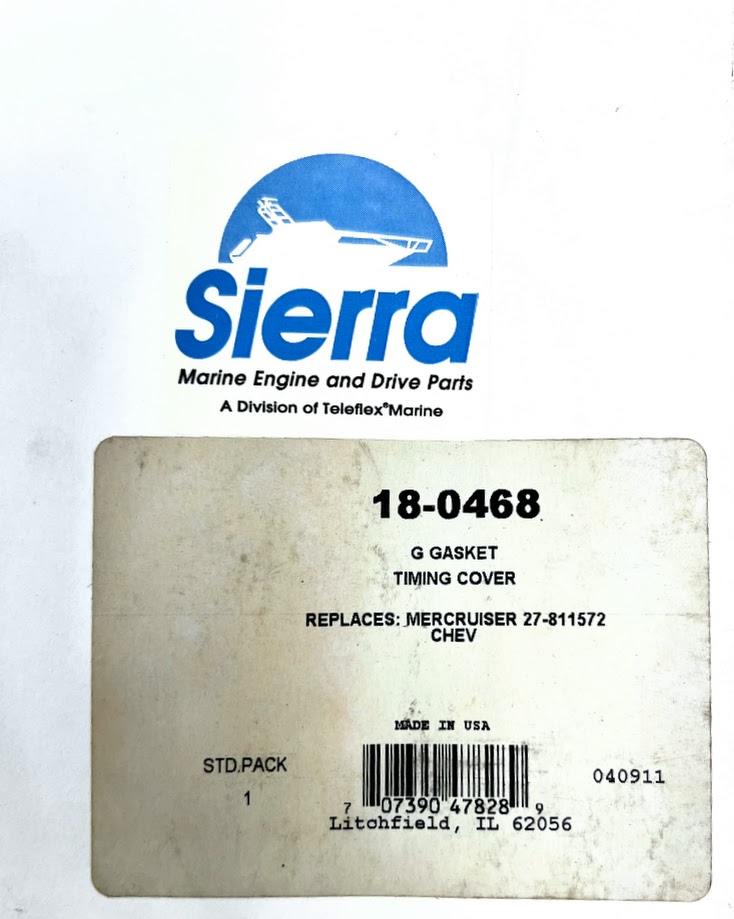 Sierra
Marine Engine and Drive Parts
A Division of Teleflex® Marine
18-0468
G GASKET
TIMING COVER
REPLACES: MERCRUISER 27-811572
CHEV
MADE IN USA
STD.PACK
1
040911
7 07390 47828 9
Litchfield, IL 62056